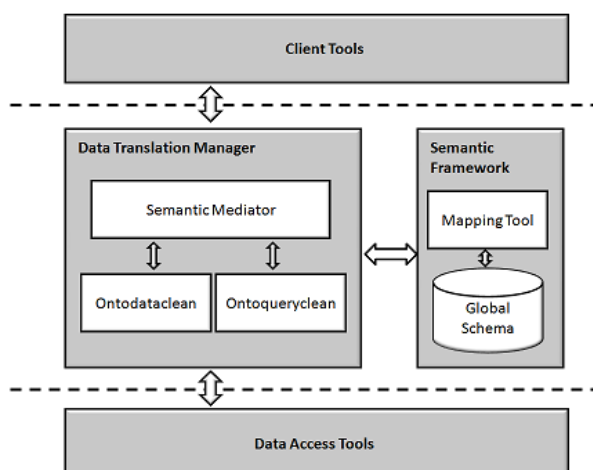 Client Tools
Data Translation Manager
Semantic Mediator
Ontodataclean
Ontoqueryclean
Semantic
Framework
Mapping Tool
Global
Schema
Data Access Tools